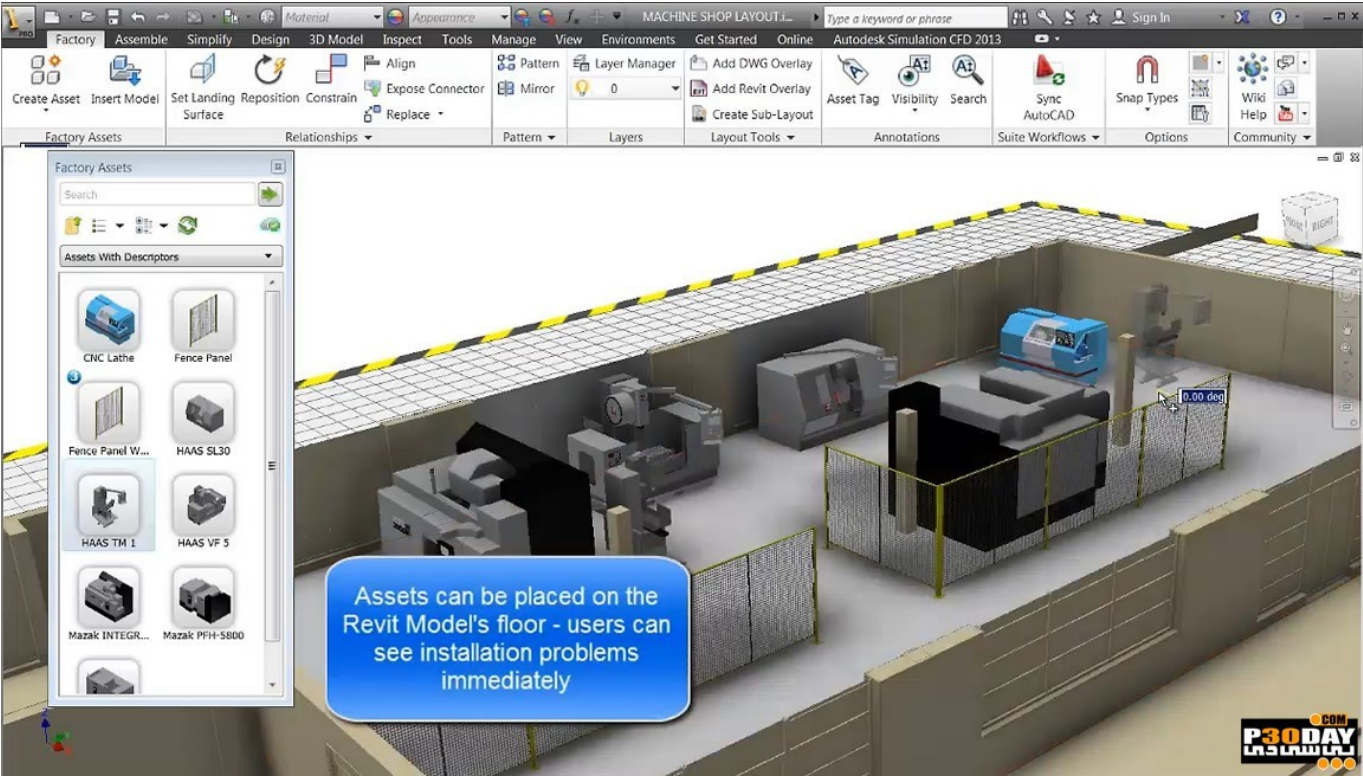 PRO
Material
Appearance
MACHINE SHOP LAYOUT.i...
Type a keyword or phrase
Sign In
Factory Assemble Simplify Design 3D Model Inspect Tools Manage View Environments Get Started Online Autodesk Simulation CFD 2013
Create Asset
Insert Model
Factory Assets
Set Landing Surface
Reposition
Constrain
Align
Expose Connector
Replace
Relationships
Pattern
Mirror
Pattern
Layer Manager
0
Layers
Add DWG Overlay
Add Revit Overlay
Create Sub-Layout
Layout Tools
Asset Tag
Visibility
Search
Annotations
Sync AutoCAD
Suite Workflows
Snap Types
Options
Wiki Help
Community
Factory Assets
Search
Assets With Descriptors
CNC Lathe
Fence Panel
3
Fence Panel W...
HAAS SL30
HAAS TM 1
HAAS VF 5
Mazak INTEGR...
Mazak PFH-5800
RIGHT
0.00 deg
Assets can be placed on the
Revit Model's floor - users can
see installation problems
immediately
Z
.COM
P30DAY